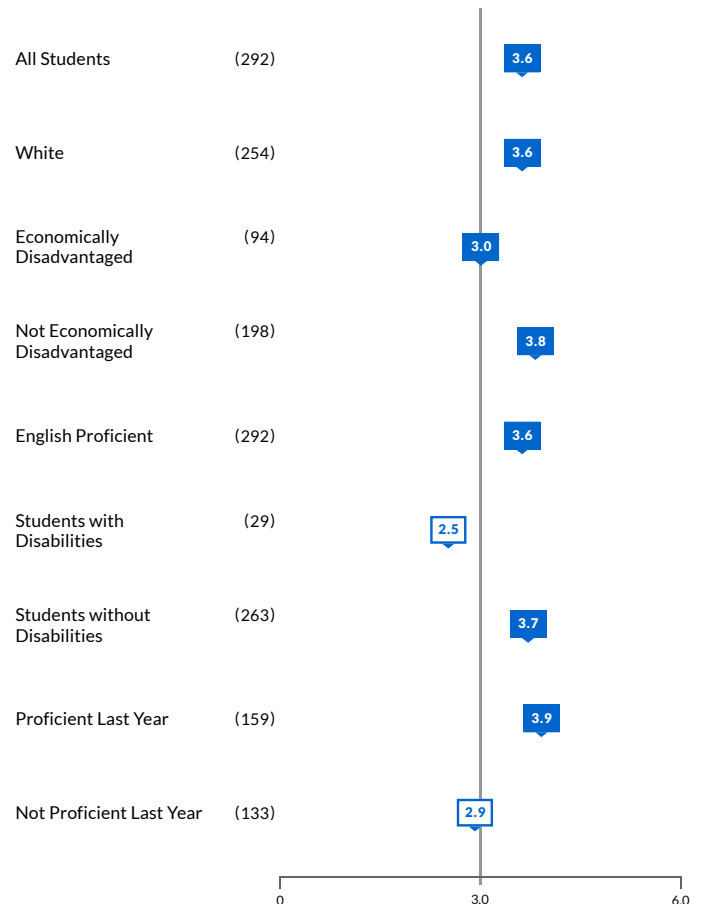 All Students (292) 3.6
White (254) 3.6
Economically (94)
Disadvantaged 3.0
Not Economically (198)
Disadvantaged 3.8
English Proficient (292) 3.6
Students with (29)
Disabilities 2.5
Students without (263)
Disabilities 3.7
Proficient Last Year (159) 3.9
Not Proficient Last Year (133) 2.9
0 3.0 6.0